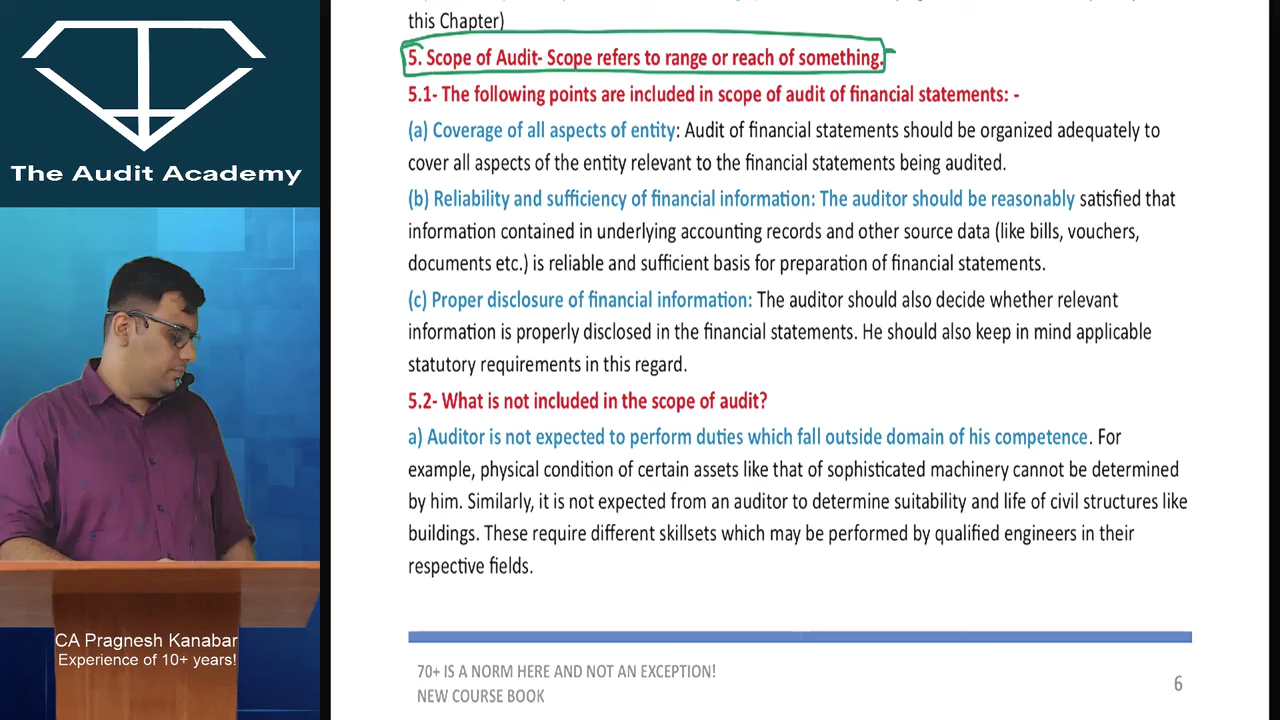 this Chapter)
5. Scope of Audit- Scope refers to range or reach of something.
5.1- The following points are included in scope of audit of financial statements: -
(a) Coverage of all aspects of entity: Audit of financial statements should be organized adequately to
cover all aspects of the entity relevant to the financial statements being audited.
(b) Reliability and sufficiency of financial information: The auditor should be reasonably satisfied that
information contained in underlying accounting records and other source data (like bills, vouchers,
documents etc.) is reliable and sufficient basis for preparation of financial statements.
(c) Proper disclosure of financial information: The auditor should also decide whether relevant
information is properly disclosed in the financial statements. He should also keep in mind applicable
statutory requirements in this regard.
5.2- What is not included in the scope of audit?
a) Auditor is not expected to perform duties which fall outside domain of his competence. For
example, physical condition of certain assets like that of sophisticated machinery cannot be determined
by him. Similarly, it is not expected from an auditor to determine suitability and life of civil structures like
buildings. These require different skillsets which may be performed by qualified engineers in their
respective fields.
70+ IS A NORM HERE AND NOT AN EXCEPTION!
NEW COURSE BOOK
6
The Audit Academy
CA Pragnesh Kanabar
Experience of 10+ years!